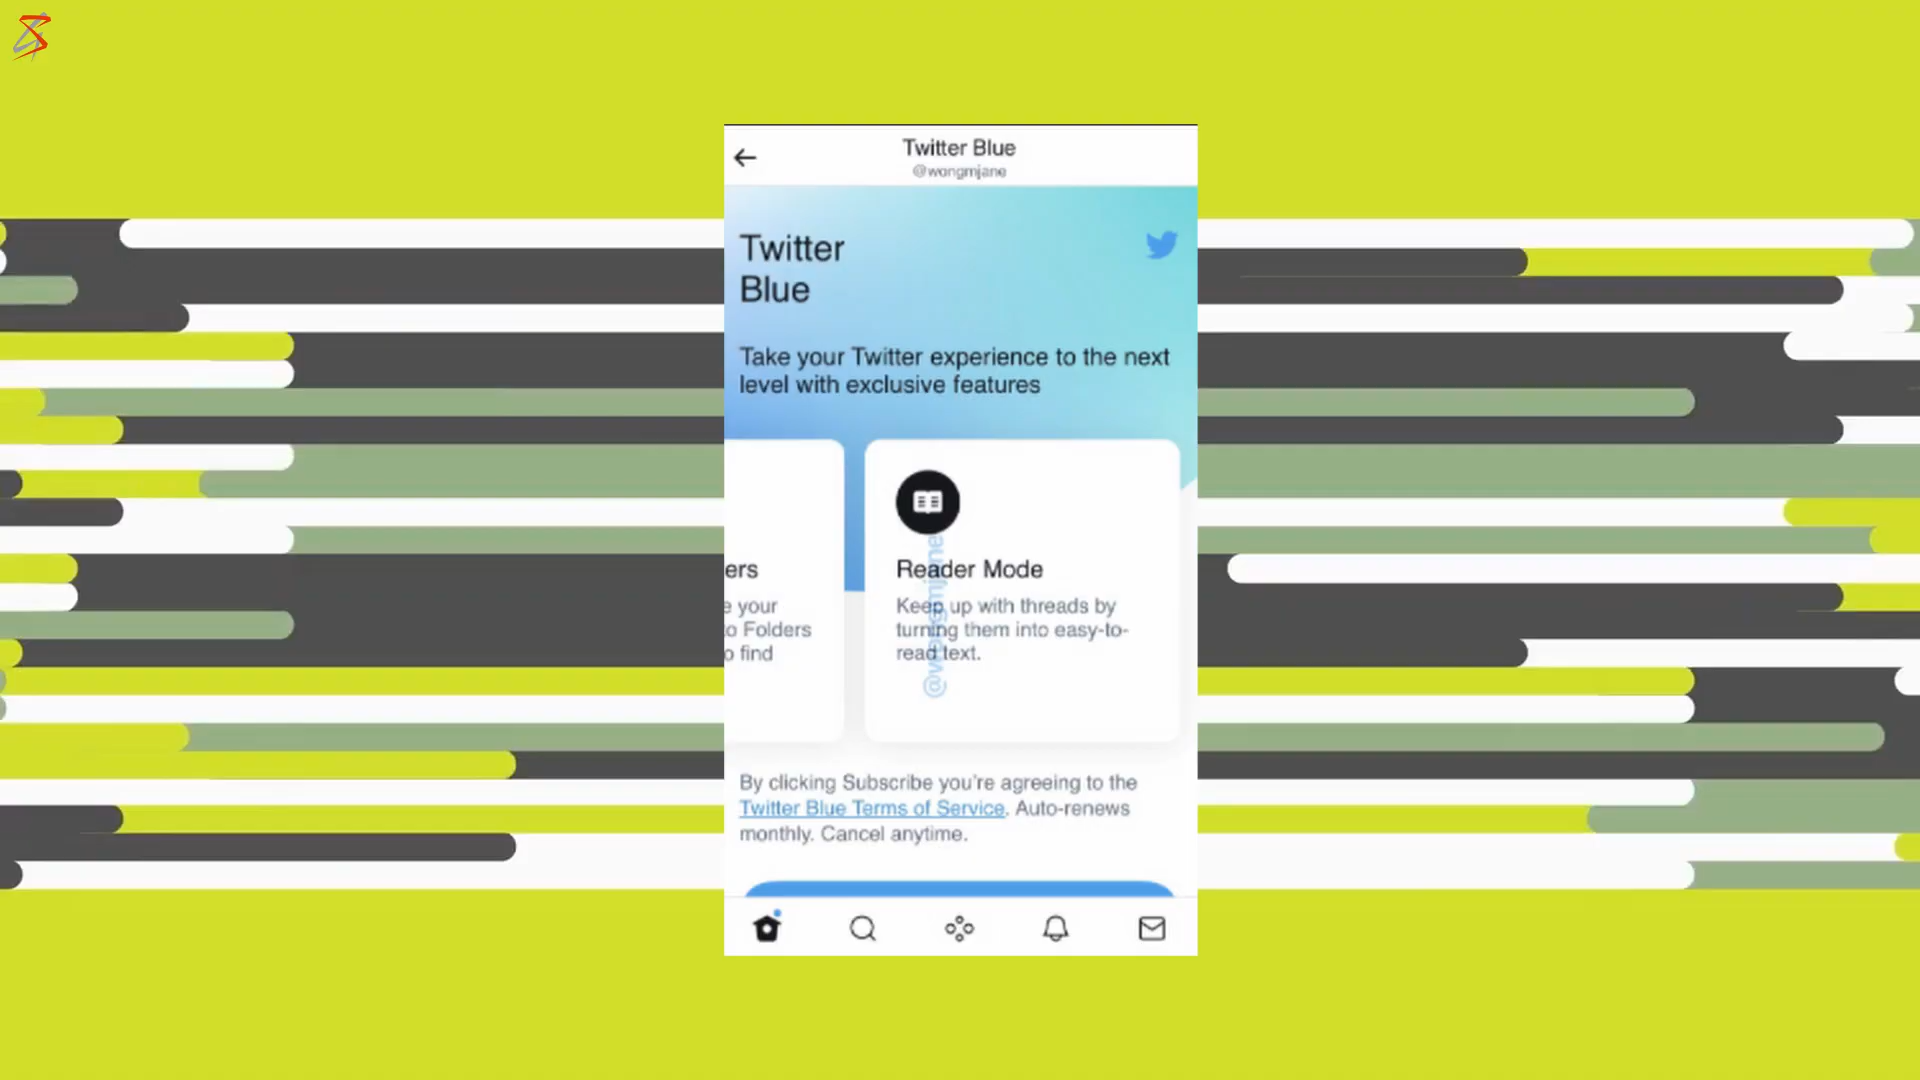 Twitter Blue
@wongmjane
Twitter
Blue
Take your Twitter experience to the next
level with exclusive features
ers
e your
o Folders
o find
Reader Mode
Keep up with threads by
turning them into easy-to-
read text.
@wongmjane
By clicking Subscribe you're agreeing to the
Twitter Blue Terms of Service. Auto-renews
monthly. Cancel anytime.